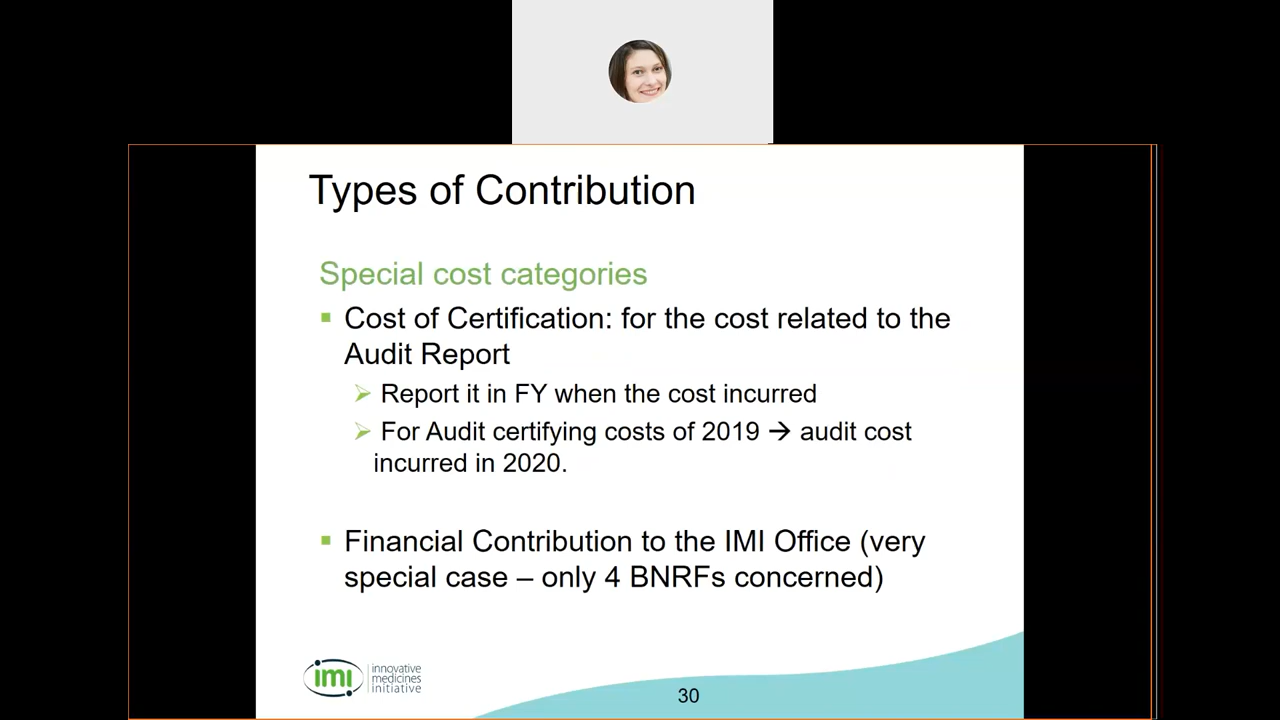 Types of Contribution
Special cost categories
Cost of Certification: for the cost related to the
Audit Report
Report it in FY when the cost incurred
For Audit certifying costs of 2019 → audit cost
incurred in 2020.
Financial Contribution to the IMI Office (very
special case – only 4 BNRFs concerned)
imi
innovative
medicines
initiative
30